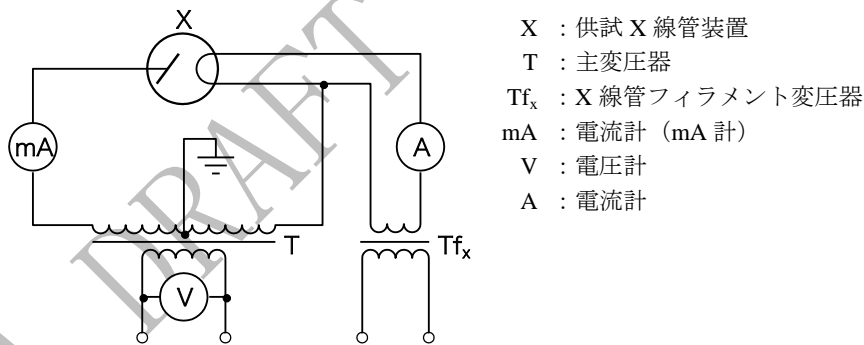 X
mA
A
T
Tfx
V
DRAFT
X : 供試 X 線管装置
T : 主変圧器
Tfx : X 線管フィラメント変圧器
mA : 電流計（mA 計）
V : 電圧計
A : 電流計